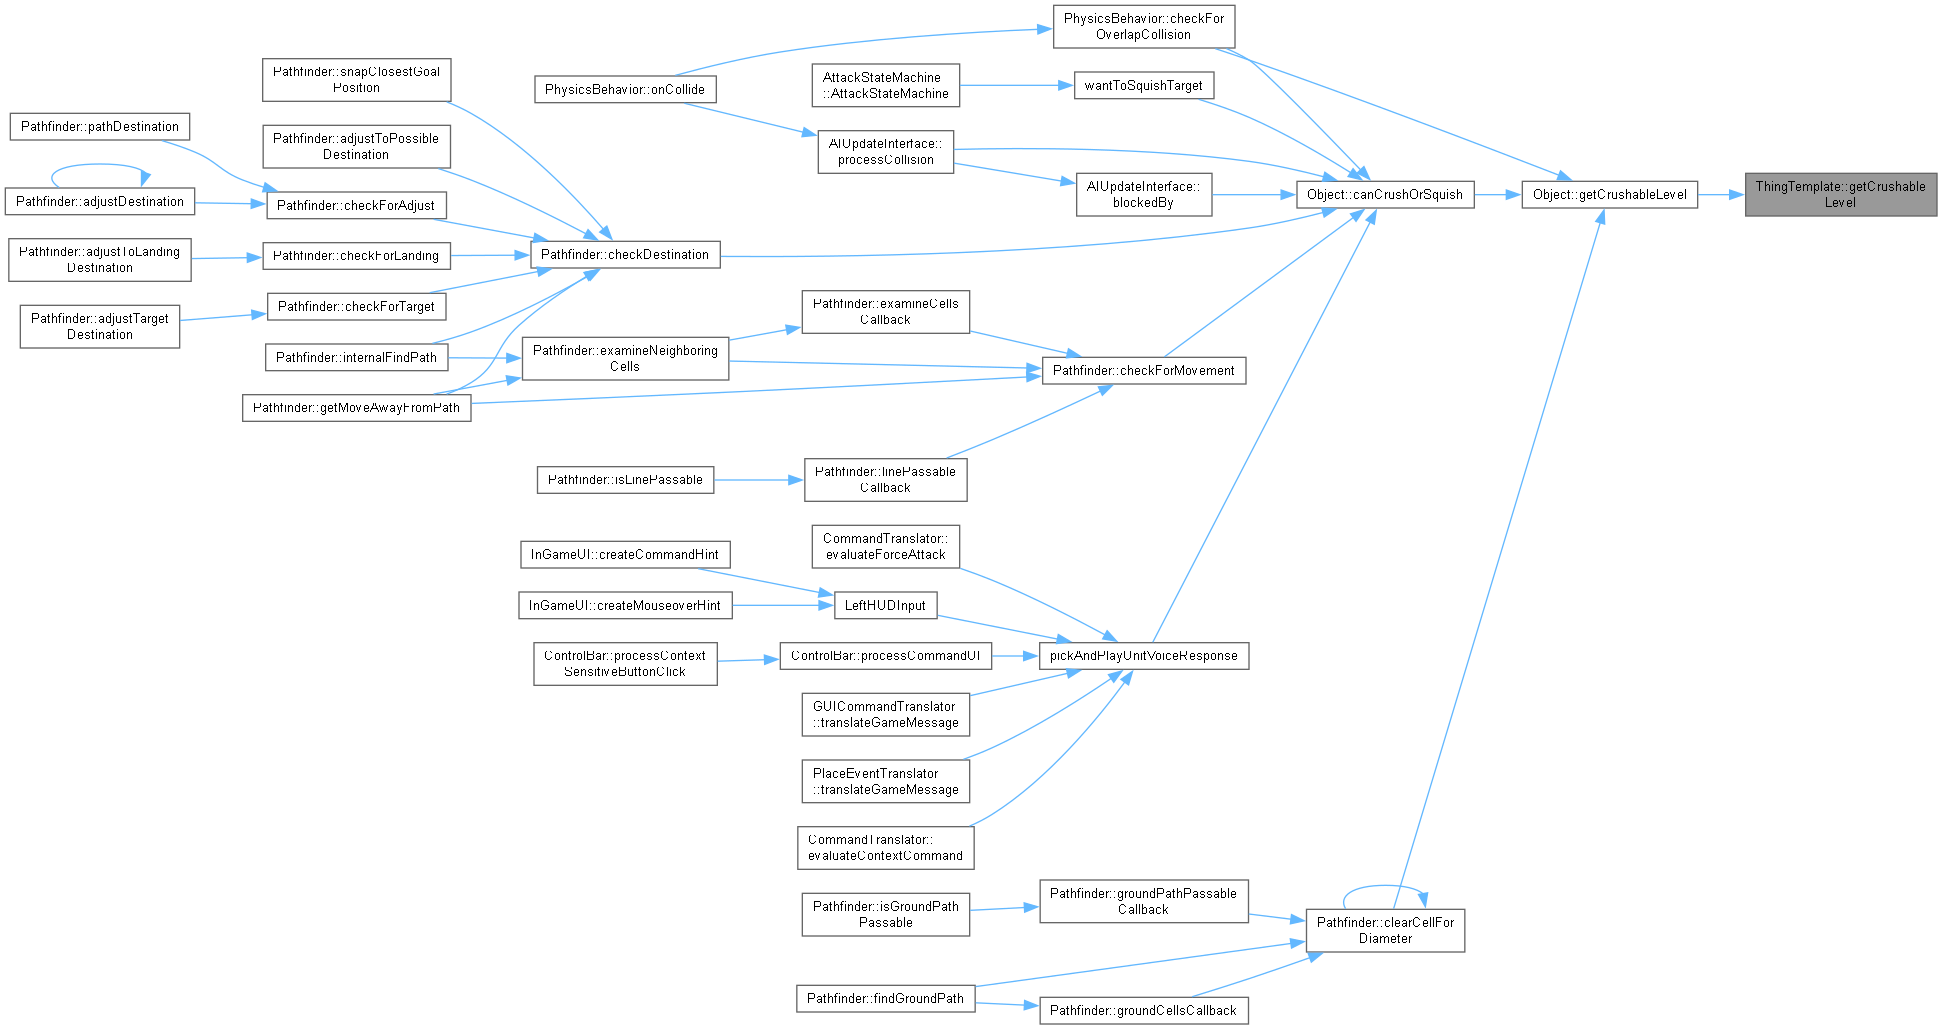 PhysicsBehavior::checkFor
OverlapCollision
Pathfinder::snapClosestGoal
Position
AttackStateMachine
::AttackStateMachine
wantToSquishTarget
PhysicsBehavior::onCollide
Pathfinder::pathDestination
Pathfinder::adjustToPossible
Destination
AIUpdateInterface::
processCollision
AIUpdateInterface::
blockedBy
Pathfinder::adjustDestination
Pathfinder::checkForAdjust
Object::canCrushOrSquish
Object::getCrushableLevel
ThingTemplate::getCrushable
Level
Pathfinder::adjustToLanding
Destination
Pathfinder::checkForLanding
Pathfinder::checkDestination
Pathfinder::adjustTarget
Destination
Pathfinder::checkForTarget
Pathfinder::examineCells
Callback
Pathfinder::internalFindPath
Pathfinder::examineNeighboring
Cells
Pathfinder::checkForMovement
Pathfinder::getMoveAwayFromPath
Pathfinder::isLinePassable
Pathfinder::linePassable
Callback
CommandTranslator::
evaluateForceAttack
InGameUI::createCommandHint
InGameUI::createMouseoverHint
LeftHUDInput
ControlBar::processContext
SensitiveButtonClick
ControlBar::processCommandUI
pickAndPlayUnitVoiceResponse
GUICommandTranslator
::translateGameMessage
PlaceEventTranslator
::translateGameMessage
CommandTranslator::
evaluateContextCommand
Pathfinder::isGroundPath
Passable
Pathfinder::groundPathPassable
Callback
Pathfinder::clearCellFor
Diameter
Pathfinder::findGroundPath
Pathfinder::groundCellsCallback